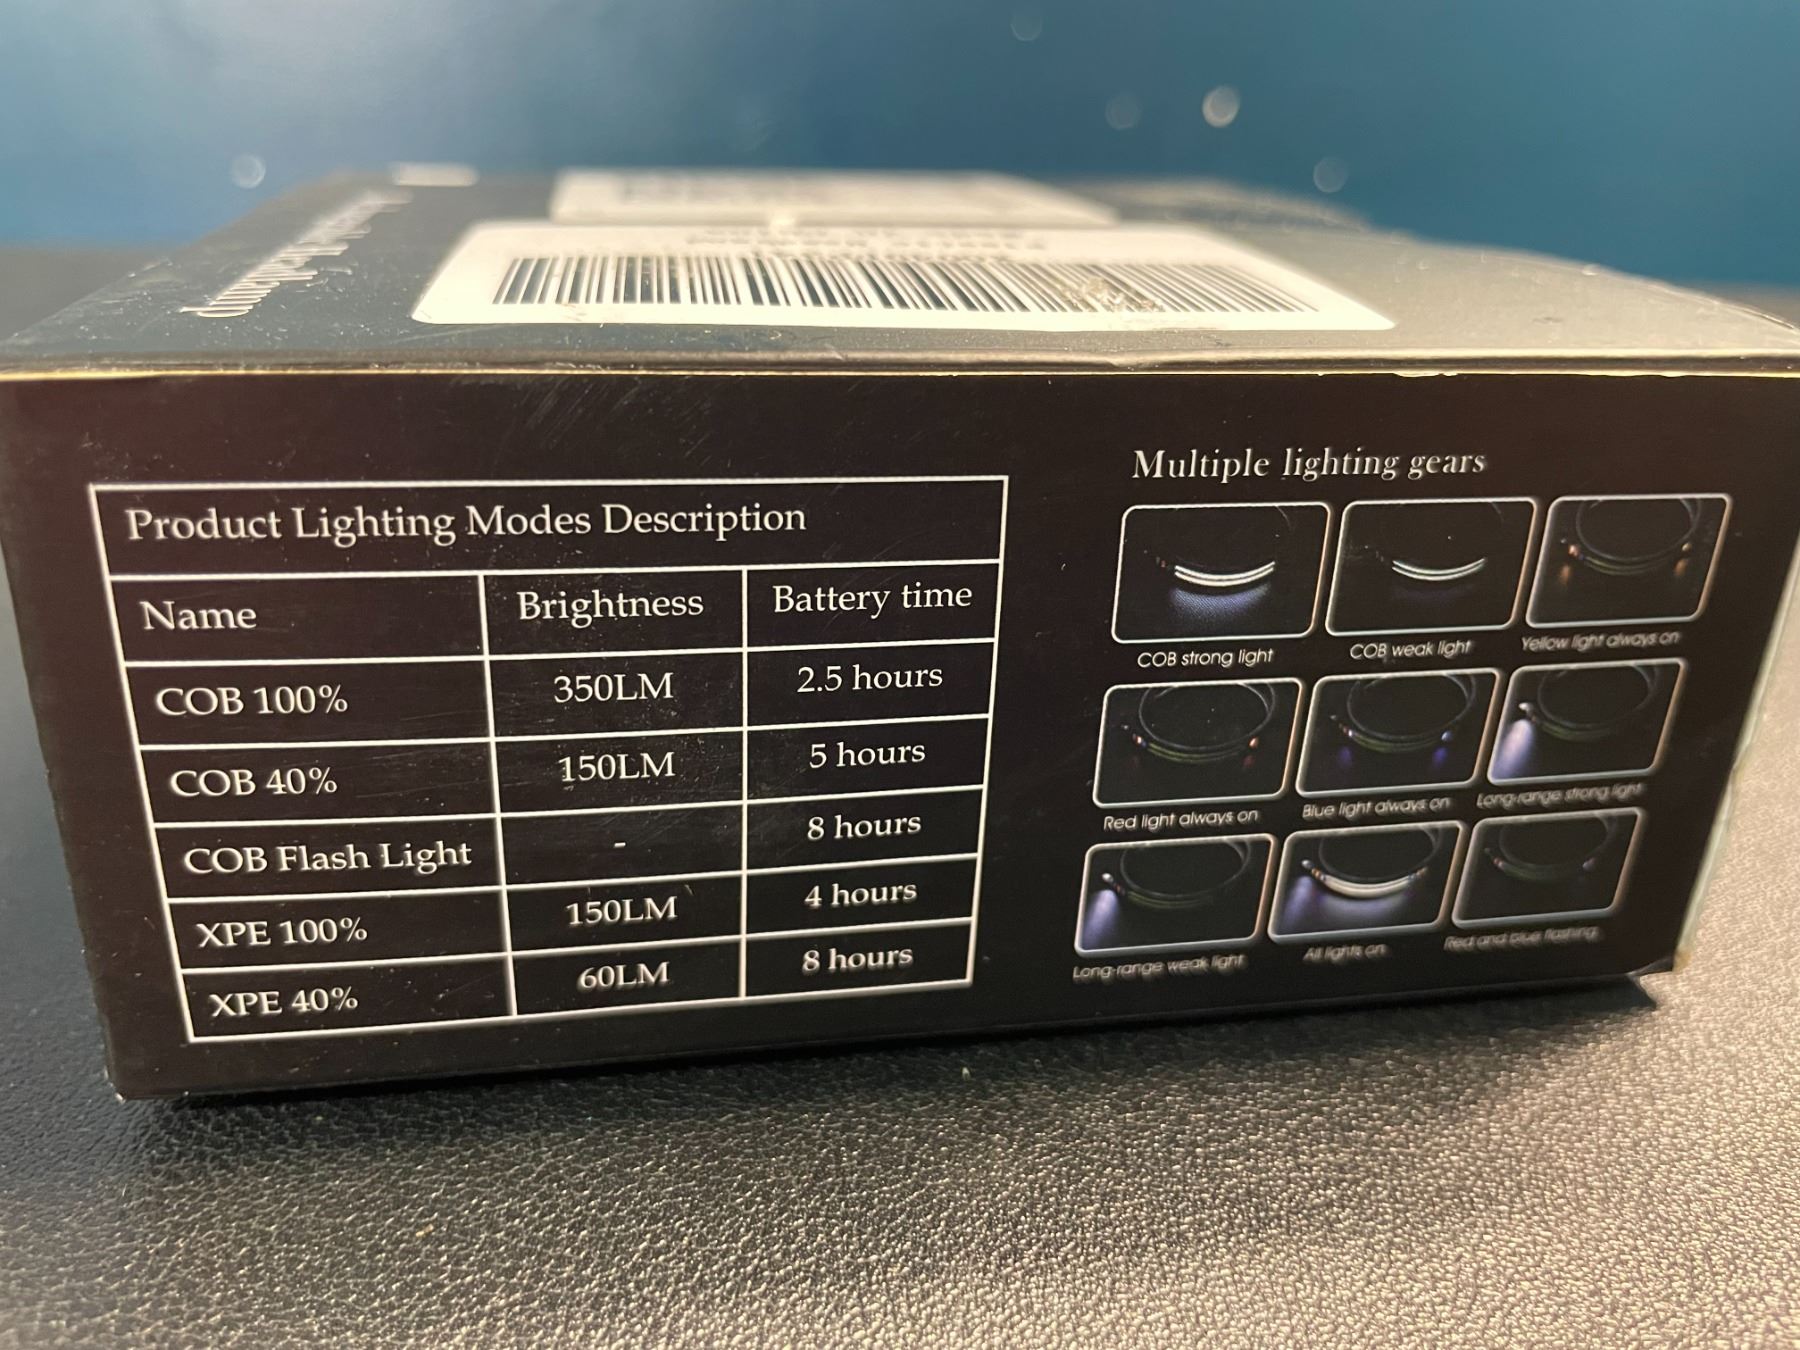 Product Lighting Modes Description
Name Brightness Battery time
COB 100% 350LM 2.5 hours
COB 40% 150LM 5 hours
COB Flash Light - 8 hours
XPE 100% 150LM 4 hours
XPE 40% 60LM 8 hours
Multiple lighting gears
COB strong light COB weak light Yellow light always on
Red light always on Blue light always on Long-range strong light
Long-range weak light All lights on Red and blue flashing